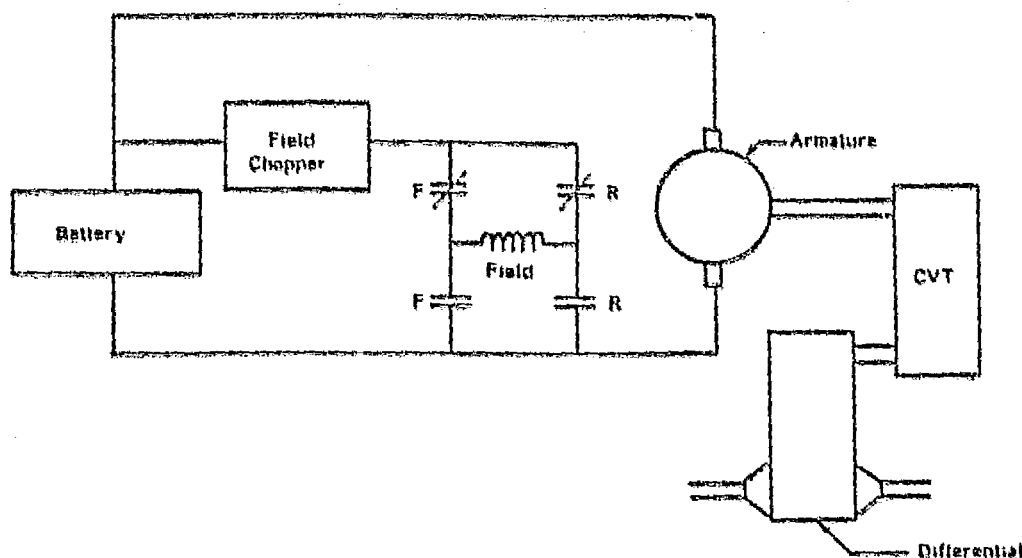 Field
Chopper
Armature
F
R
Battery
Field
CVT
F
R
Differential